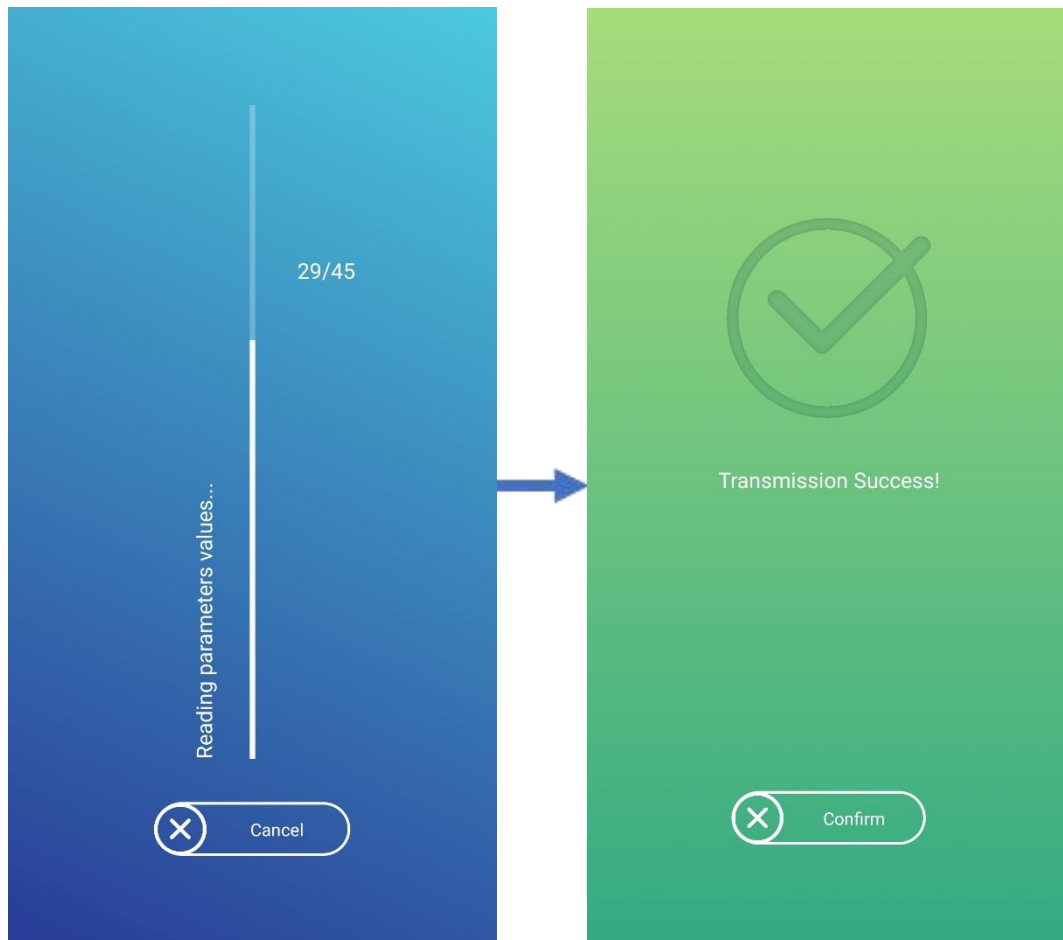 29/45
Reading parameters values...
Cancel
Transmission Success!
Confirm